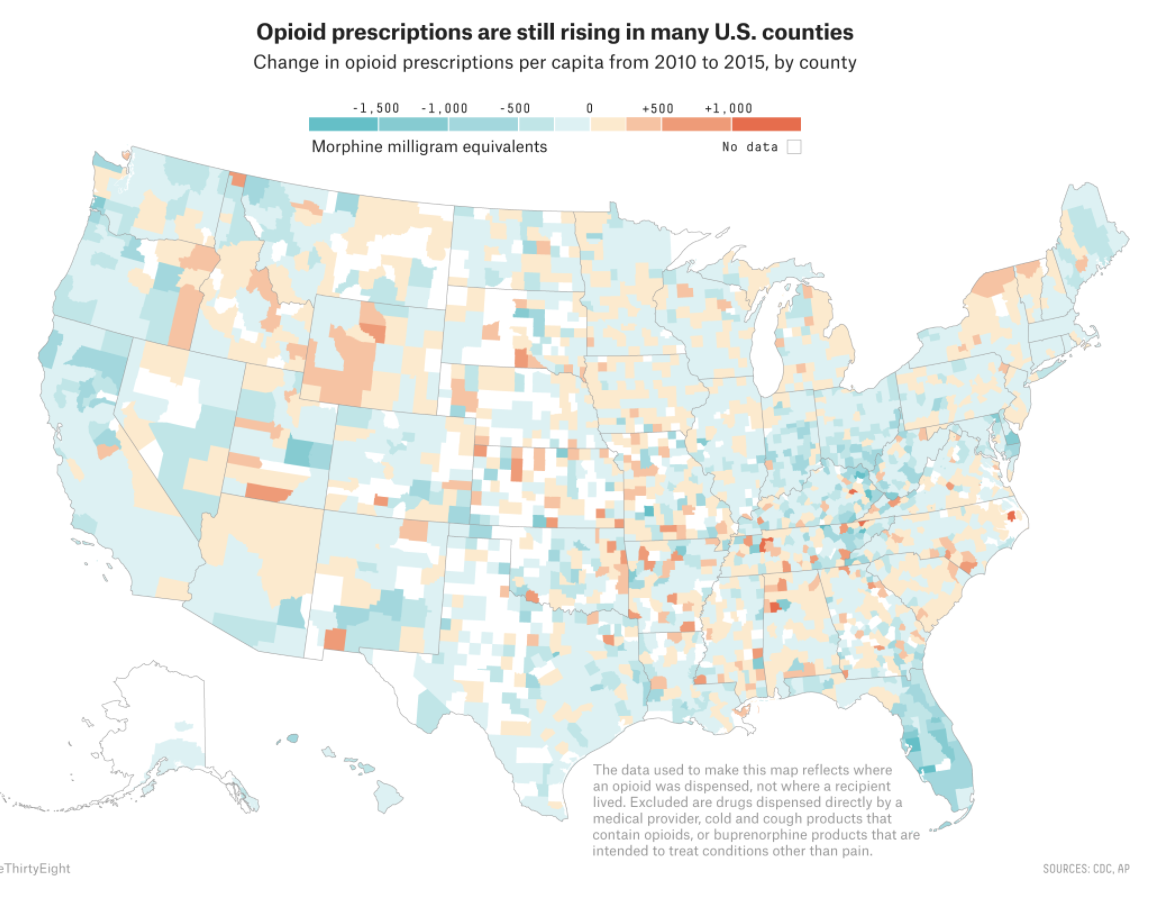 Opioid prescriptions are still rising in many U.S. counties
Change in opioid prescriptions per capita from 2010 to 2015, by county
-1,500 -1,000 -500 0 +500 +1,000
Morphine milligram equivalents No data
The data used to make this map reflects where
an opioid was dispensed, not where a recipient
lived. Excluded are drugs dispensed directly by a
medical provider, cold and cough products that
contain opioids, or buprenorphine products that are
intended to treat conditions other than pain.
eThirtyEight SOURCES: CDC, AP